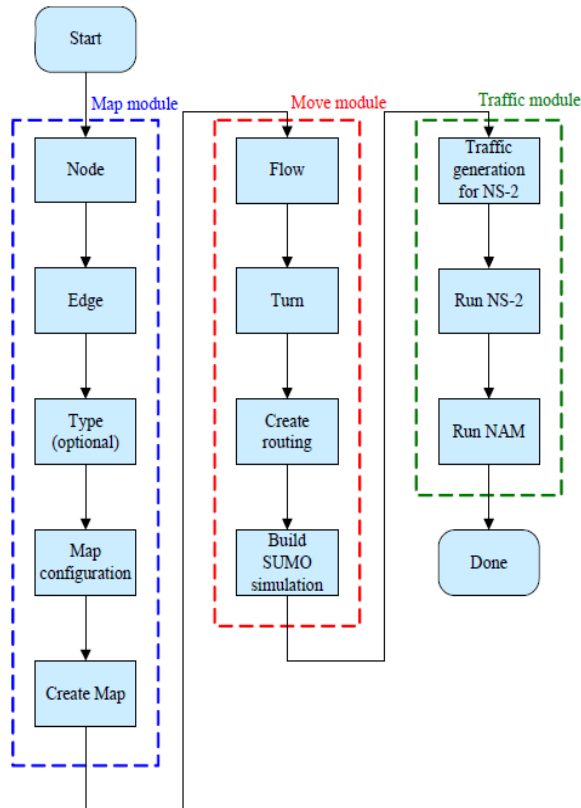 Start
Map module
Node
Edge
Type
(optional)
Map
configuration
Create Map
Move module
Flow
Turn
Create
routing
Build
SUMO
simulation
Traffic module
Traffic
generation
for NS-2
Run NS-2
Run NAM
Done